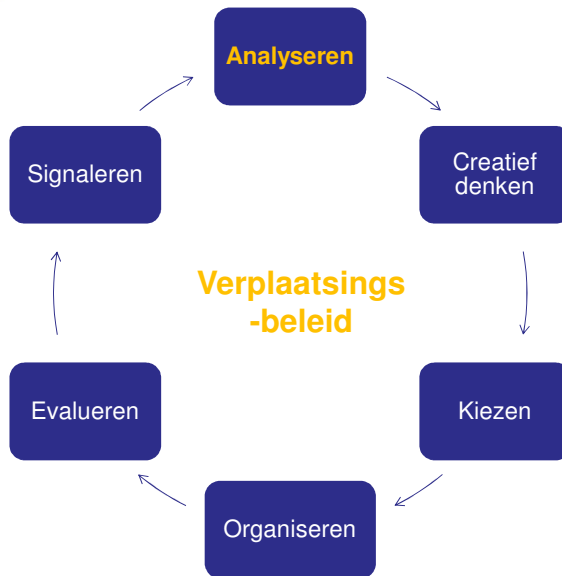 Analyseren
Creatief
denken
Kiezen
Organiseren
Evalueren
Signaleren
Verplaatsings
-beleid